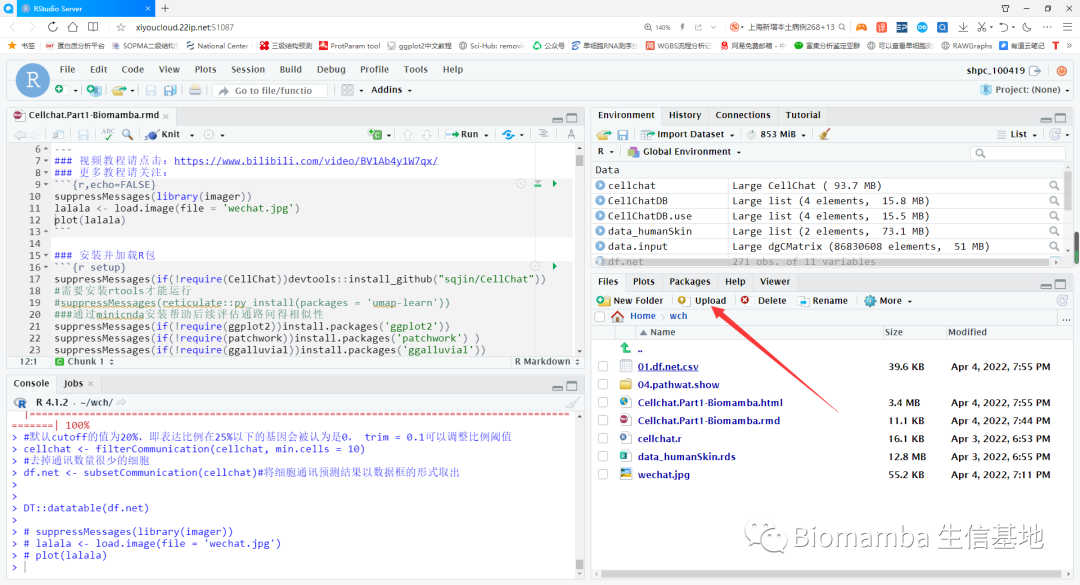 RStudio Server
xiyoucloud.22ip.net:51087
140%
上海新增本土病例268+13
书签
蛋白质分析平台
SOPMA二级结构
National Center
三级结构预测
ProtParam tool
ggplot2中文教程
Sci-Hub: removin
公众号
单细胞RNA测序分
WGBS流程分析记
网易免费邮箱 -
富集分析鉴云亚群
可以查看单细胞
RAWGraphs
有道云笔记
File Edit Code View Plots Session Build Debug Profile Tools Help
shpc_100419
Go to file/functio
Addins
Project: (None)
Cellchat.Part1-Biomamba.rmd
Knit
Run
6 ---
7 ### 视频教程请点击：https://www.bilibili.com/video/BV1Ab4y1W7qx/
8 ### 更多教程请关注：
9 ```{r,echo=FALSE}
10 suppressMessages(library(imager))
11 lalala <- load.image(file = 'wechat.jpg')
12 plot(lalala)
13 ```
14
15 ### 安装并加载R包
16 ```{r setup}
17 suppressMessages(if(!require(CellChat))devtools::install_github("sqjin/CellChat"))
18 #需要安装rtools才能运行
19 #suppressMessages(reticulate::py_install(packages = 'umap-learn'))
20 ###通过minicnda安装帮助后续评估通路间得相似性
21 suppressMessages(if(!require(ggplot2))install.packages('ggplot2'))
22 suppressMessages(if(!require(patchwork))install.packages('patchwork') )
23 suppressMessages(if(!require(ggalluvial))install.packages('ggalluvial'))
12:1 Chunk 1 R Markdown
Console Jobs
R 4.1.2 · ~/wch/
|=======================================================================
=======| 100%
> #默认cutoff的值为20%，即表达比例在25%以下的基因会被认为是0， trim = 0.1可以调整比例阈值
> cellchat <- filterCommunication(cellchat, min.cells = 10)
> #去掉通讯数量很少的细胞
> df.net <- subsetCommunication(cellchat)#将细胞通讯预测结果以数据框的形式取出
>
>
> DT::datatable(df.net)
>
> # suppressMessages(library(imager))
> # lalala <- load.image(file = 'wechat.jpg')
> # plot(lalala)
>
Environment History Connections Tutorial
Import Dataset 853 MiB List
R Global Environment
Data
cellchat Large CellChat ( 93.7 MB)
CellChatDB Large list (4 elements, 15.8 MB)
CellChatDB.use Large list (4 elements, 15.5 MB)
data_humanSkin Large list (2 elements, 73.1 MB)
data.input Large dgCMatrix (86830608 elements, 51 MB)
df.net 271 obs. of 11 variables
Files Plots Packages Help Viewer
New Folder Upload Delete Rename More
Home wch
Name Size Modified
..
01.df.net.csv 39.6 KB Apr 4, 2022, 7:55 PM
04.pathwat.show
Cellchat.Part1-Biomamba.html 3.4 MB Apr 4, 2022, 7:55 PM
Cellchat.Part1-Biomamba.rmd 11.1 KB Apr 4, 2022, 7:44 PM
cellchat.r 16.1 KB Apr 3, 2022, 6:53 PM
data_humanSkin.rds 12.8 MB Apr 3, 2022, 6:55 PM
wechat.jpg 55.2 KB Apr 4, 2022, 7:11 PM
Biomamba 生信基地